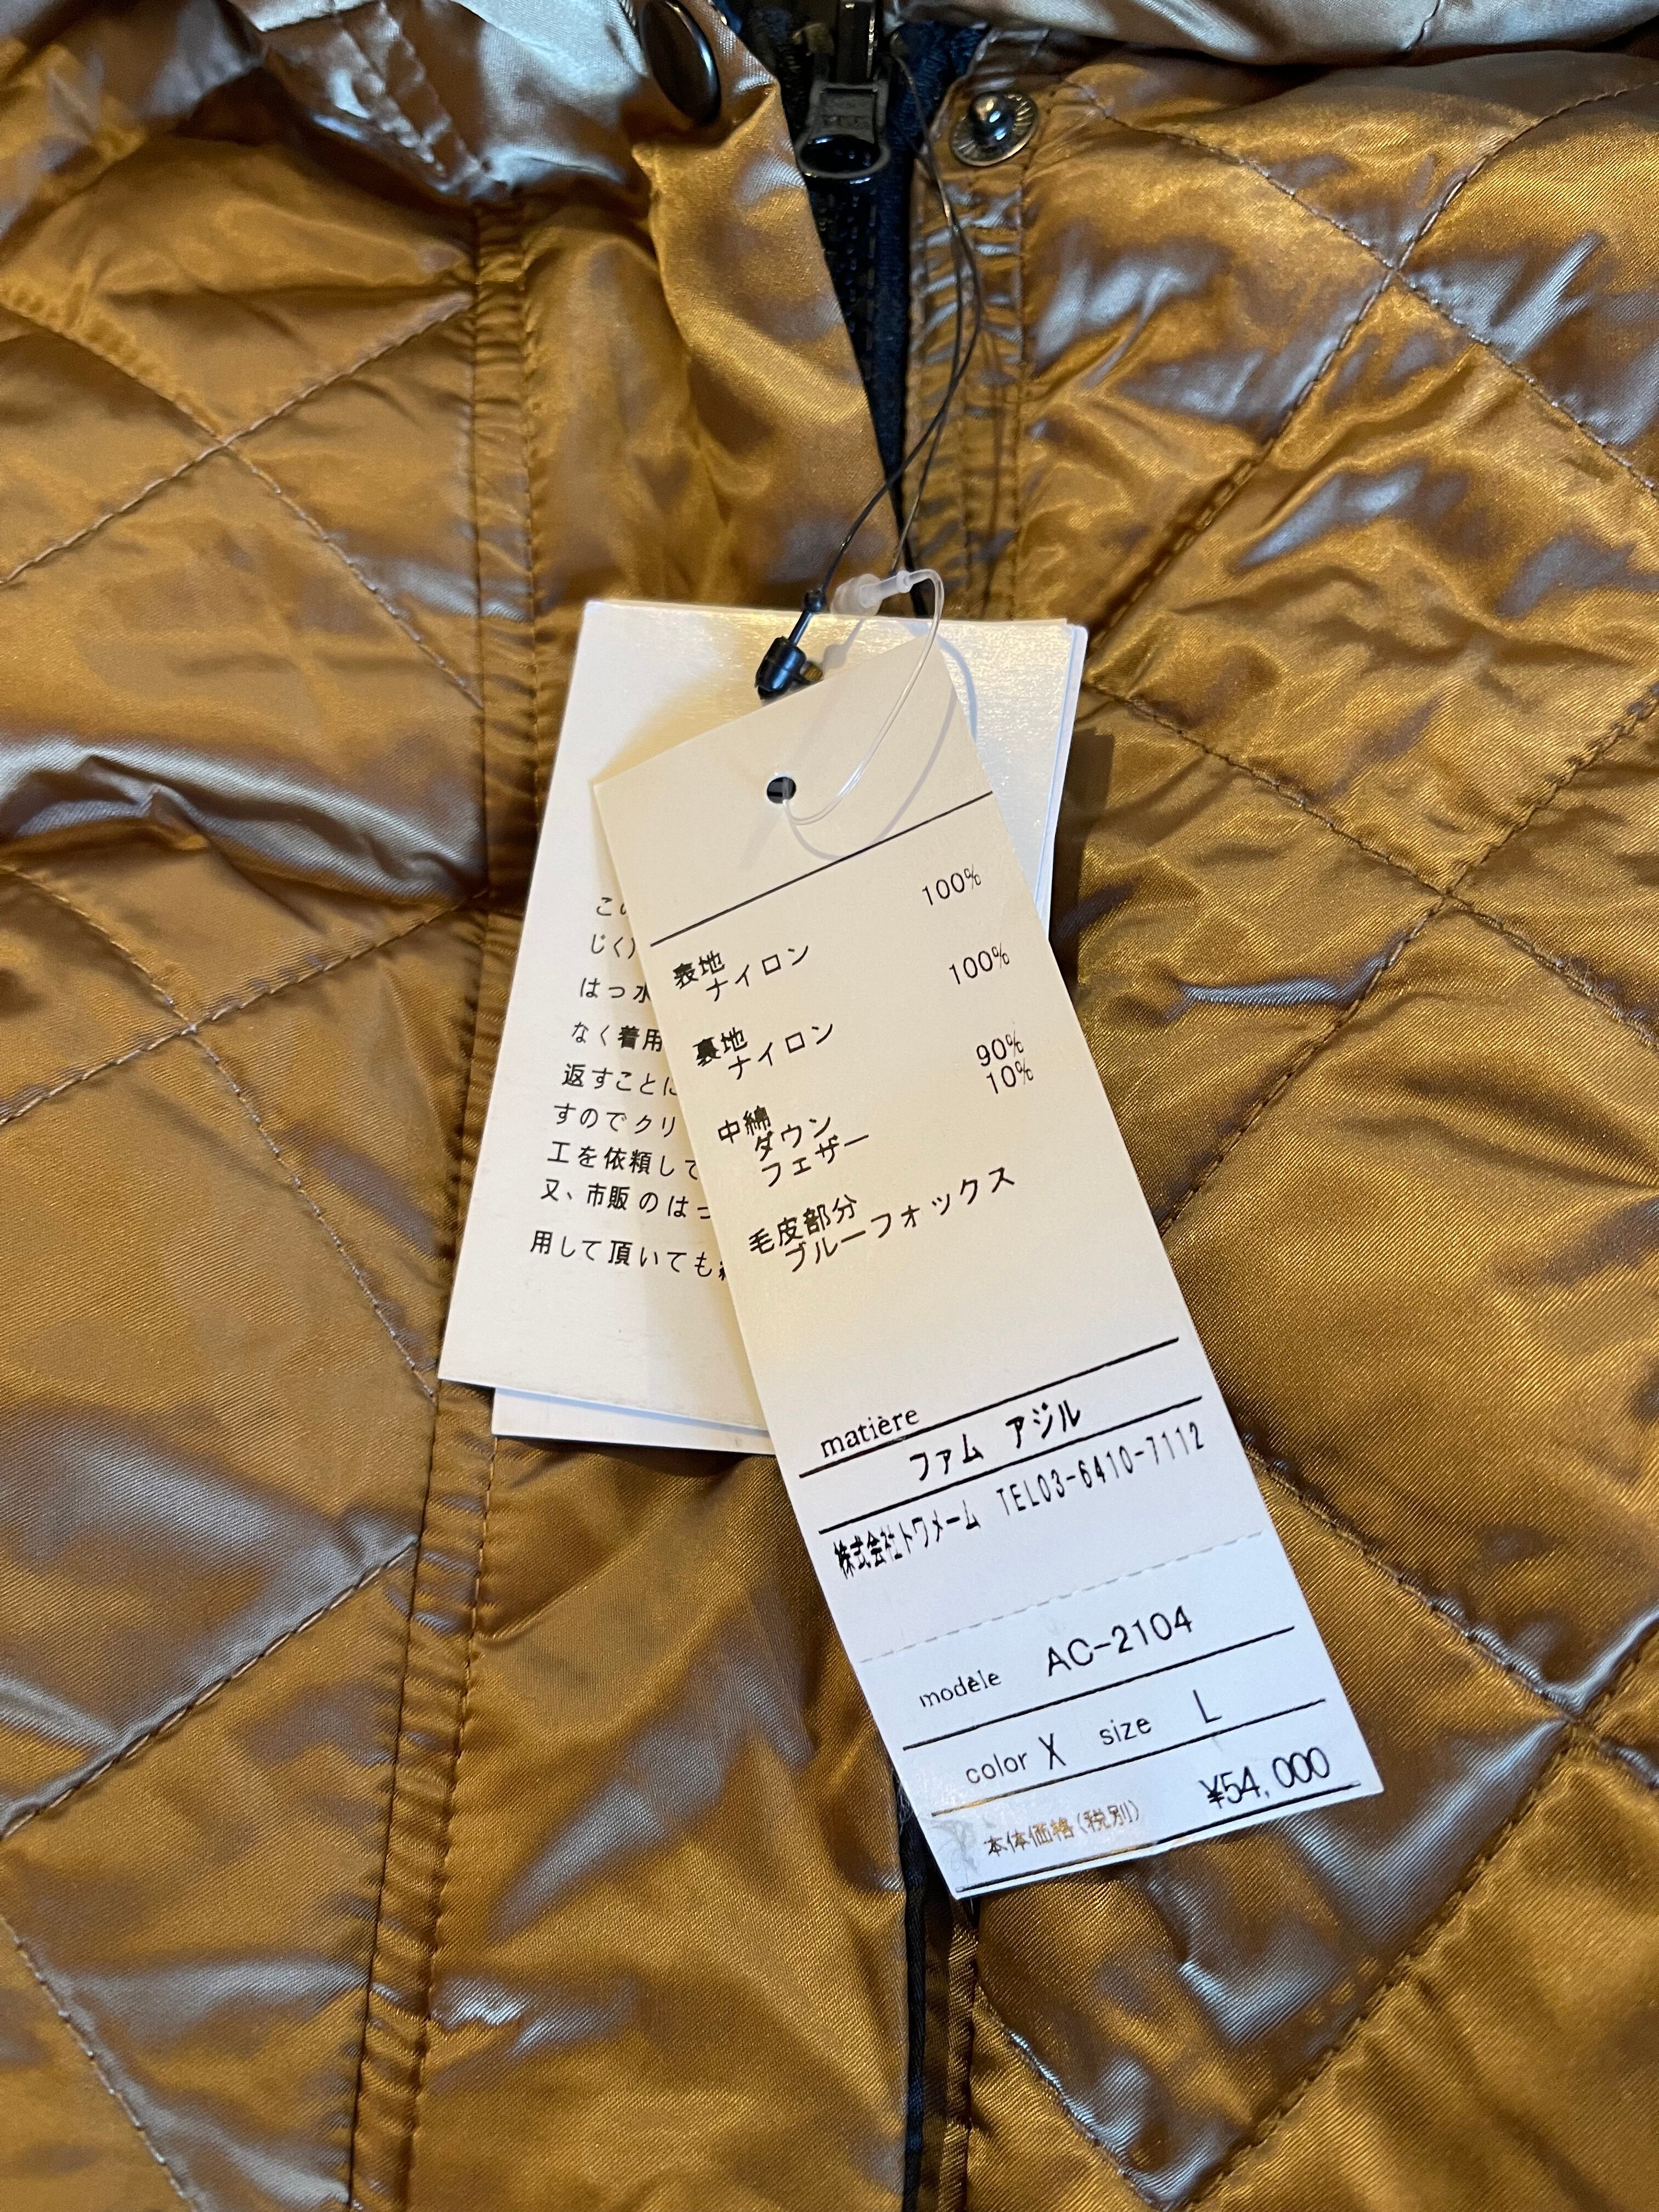 表地 100%
ナイロン
裏地 100%
ナイロン
中綿
ダウン 90%
フェザー 10%
毛皮部分
ブルーフォックス
matière
ファム アジル
株式会社トワメーム TEL03-6410-7112
modèle AC-2104
color X size L
本体価格(税別) ¥54,000
この
じく)
はっ水
なく着用
返すことに
すのでクリ
工を依頼して
又、市販のはっ
用して頂いても